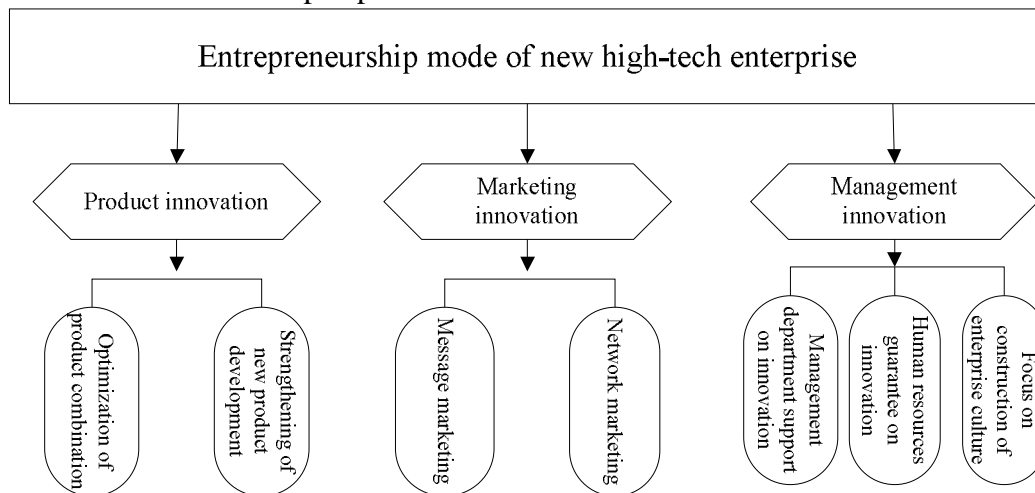 Entrepreneurship mode of new high-tech enterprise
Product innovation
Marketing
innovation
Management
innovation
Optimization of
product combination
Strengthening of
new product
development
Message marketing
Network marketing
Management
department support
on innovation
Human resources
guarantee on
innovation
Focus on
construction of
enterprise culture